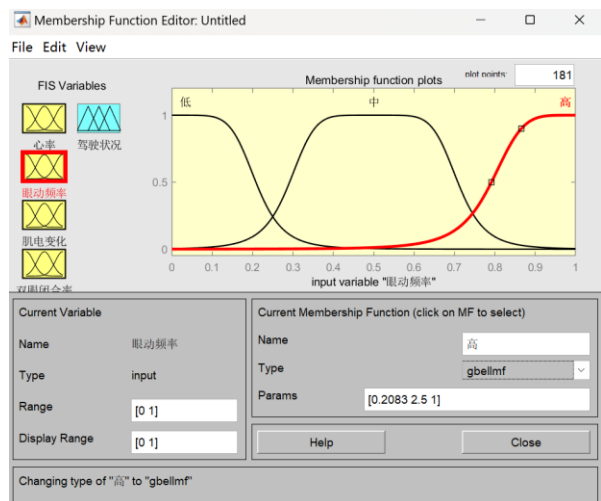 Membership Function Editor: Untitled
File Edit View
FIS Variables
心率
驾驶状况
眼动频率
肌电变化
双眼闭合率
Membership function plots
plot points:
181
低
中
高
1
0.5
0
0 0.1 0.2 0.3 0.4 0.5 0.6 0.7 0.8 0.9 1
input variable "眼动频率"
Current Variable
Name 眼动频率
Type input
Range [0 1]
Display Range [0 1]
Current Membership Function (click on MF to select)
Name 高
Type gbellmf
Params [0.2083 2.5 1]
Help
Close
Changing type of "高" to "gbellmf"